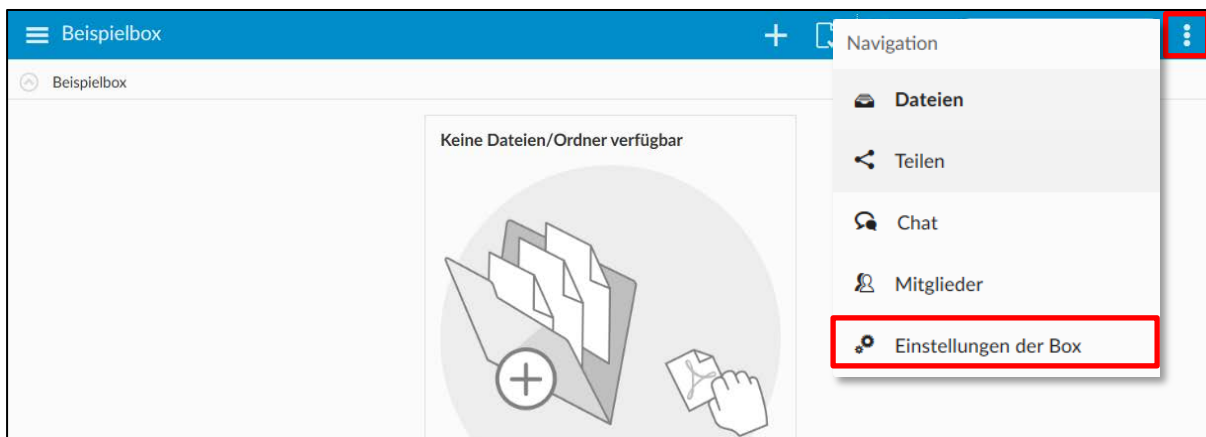 Beispielbox
Navigation
Beispielbox
Dateien
Keine Dateien/Ordner verfügbar
Teilen
Chat
Mitglieder
Einstellungen der Box